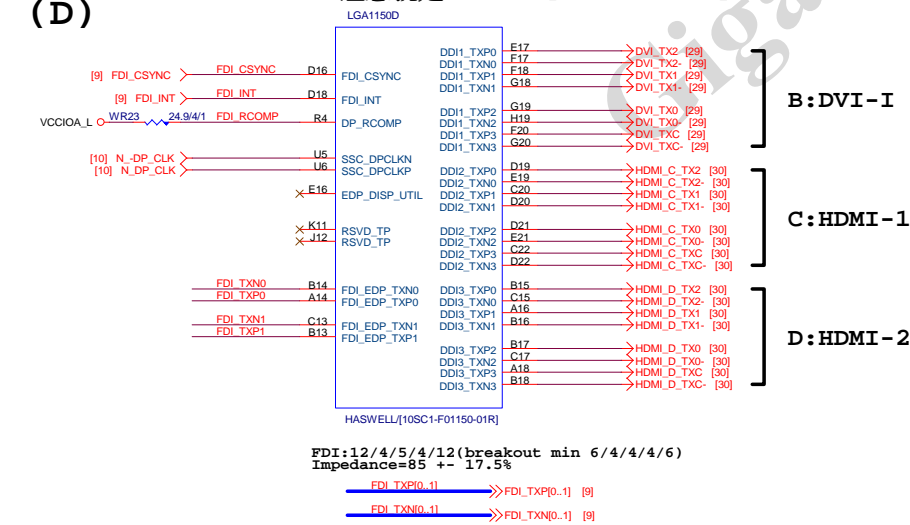 (D)
LGA1150D
[9] FDI_CSYNC FDI_CSYNC D16 FDI_CSYNC
[9] FDI_INT FDI_INT D18 FDI_INT
VCCIOA_L WR23 24.9/4/1 FDI_RCOMP R4 DP_RCOMP
[10] N_-DP_CLK U5 SSC_DPCLKN
[10] N_DP_CLK U6 SSC_DPCLKP
E16 EDP_DISP_UTIL
K11 RSVD_TP
J12 RSVD_TP
FDI_TXN0 B14 FDI_EDP_TXN0
FDI_TXP0 A14 FDI_EDP_TXP0
FDI_TXN1 C13 FDI_EDP_TXN1
FDI_TXP1 B13 FDI_EDP_TXP1
DDI1_TXP0 E17 DVI_TX2 [29]
DDI1_TXN0 F17 DVI_TX2- [29]
DDI1_TXP1 F18 DVI_TX1 [29]
DDI1_TXN1 G18 DVI_TX1- [29]
DDI1_TXP2 G19 DVI_TX0 [29]
DDI1_TXN2 H19 DVI_TX0- [29]
DDI1_TXP3 F20 DVI_TXC [29]
DDI1_TXN3 G20 DVI_TXC- [29]
B:DVI-I
DDI2_TXP0 D19 HDMI_C_TX2 [30]
DDI2_TXN0 E19 HDMI_C_TX2- [30]
DDI2_TXP1 C20 HDMI_C_TX1 [30]
DDI2_TXN1 D20 HDMI_C_TX1- [30]
DDI2_TXP2 D21 HDMI_C_TX0 [30]
DDI2_TXN2 E21 HDMI_C_TX0- [30]
DDI2_TXP3 C22 HDMI_C_TXC [30]
DDI2_TXN3 D22 HDMI_C_TXC- [30]
C:HDMI-1
DDI3_TXP0 B15 HDMI_D_TX2 [30]
DDI3_TXN0 C15 HDMI_D_TX2- [30]
DDI3_TXP1 A16 HDMI_D_TX1 [30]
DDI3_TXN1 B16 HDMI_D_TX1- [30]
DDI3_TXP2 B17 HDMI_D_TX0 [30]
DDI3_TXN2 C17 HDMI_D_TX0- [30]
DDI3_TXP3 A18 HDMI_D_TXC [30]
DDI3_TXN3 B18 HDMI_D_TXC- [30]
D:HDMI-2
HASWELL/[10SC1-F01150-01R]
FDI:12/4/5/4/12(breakout min 6/4/4/4/6)
Impedance=85 +- 17.5%
FDI_TXP[0..1] FDI_TXP[0..1] [9]
FDI_TXN[0..1] FDI_TXN[0..1] [9]